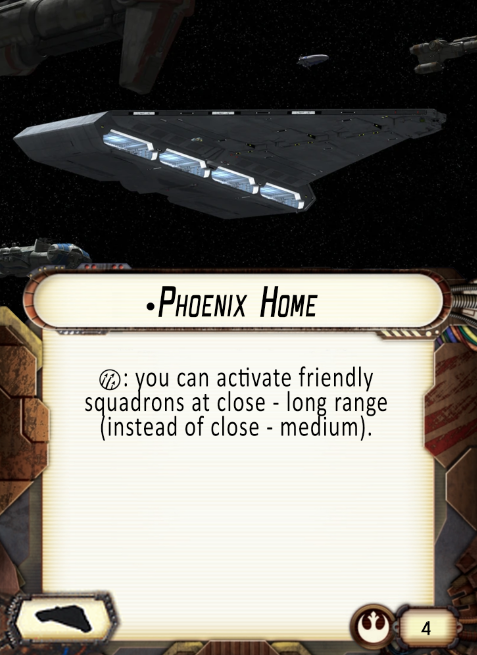 •Phoenix Home
: you can activate friendly
squadrons at close - long range
(instead of close - medium).
4